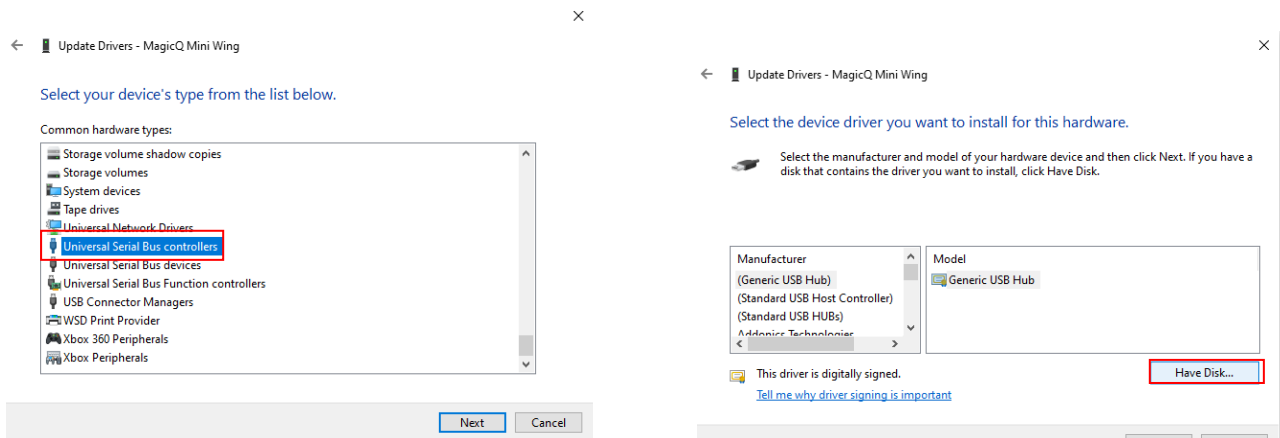 Update Drivers - MagicQ Mini Wing
Select your device's type from the list below.
Common hardware types:
Storage volume shadow copies
Storage volumes
System devices
Tape drives
Universal Network Drivers
Universal Serial Bus controllers
Universal Serial Bus devices
Universal Serial Bus Function controllers
USB Connector Managers
WSD Print Provider
Xbox 360 Peripherals
Xbox Peripherals
Next
Cancel
Update Drivers - MagicQ Mini Wing
Select the device driver you want to install for this hardware.
Select the manufacturer and model of your hardware device and then click Next. If you have a
disk that contains the driver you want to install, click Have Disk.
Manufacturer
(Generic USB Hub)
(Standard USB Host Controller)
(Standard USB HUBs)
Addonics Technologies
Model
Generic USB Hub
This driver is digitally signed.
Tell me why driver signing is important
Have Disk...